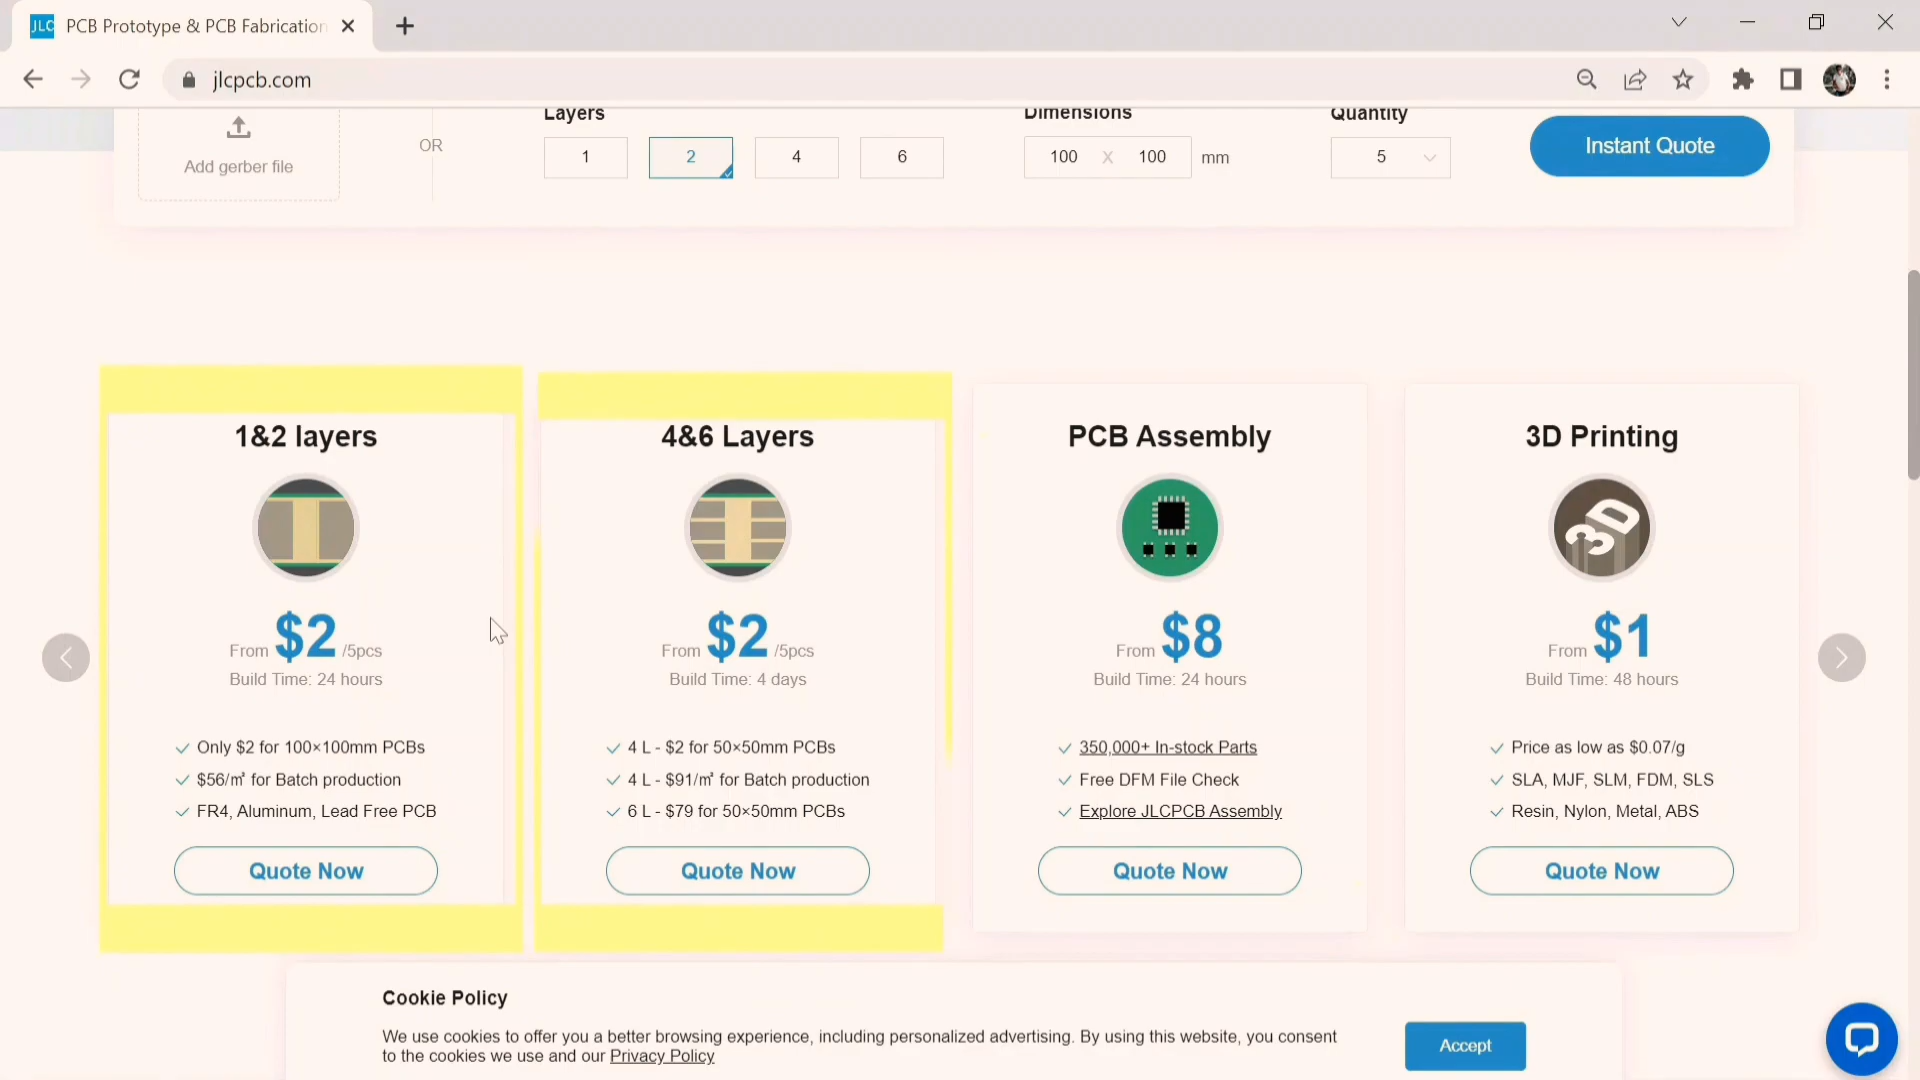 JLC PCB Prototype & PCB Fabrication
jlcpcb.com
Layers
Dimensions
Quantity
Add gerber file
OR
1
2
4
6
100 X 100 mm
5
Instant Quote
1&2 layers
From $2 /5pcs
Build Time: 24 hours
Only $2 for 100×100mm PCBs
$56/㎡ for Batch production
FR4, Aluminum, Lead Free PCB
Quote Now
4&6 Layers
From $2 /5pcs
Build Time: 4 days
4 L - $2 for 50×50mm PCBs
4 L - $91/㎡ for Batch production
6 L - $79 for 50×50mm PCBs
Quote Now
PCB Assembly
From $8
Build Time: 24 hours
350,000+ In-stock Parts
Free DFM File Check
Explore JLCPCB Assembly
Quote Now
3D Printing
3D
From $1
Build Time: 48 hours
Price as low as $0.07/g
SLA, MJF, SLM, FDM, SLS
Resin, Nylon, Metal, ABS
Quote Now
Cookie Policy
We use cookies to offer you a better browsing experience, including personalized advertising. By using this website, you consent
to the cookies we use and our Privacy Policy
Accept